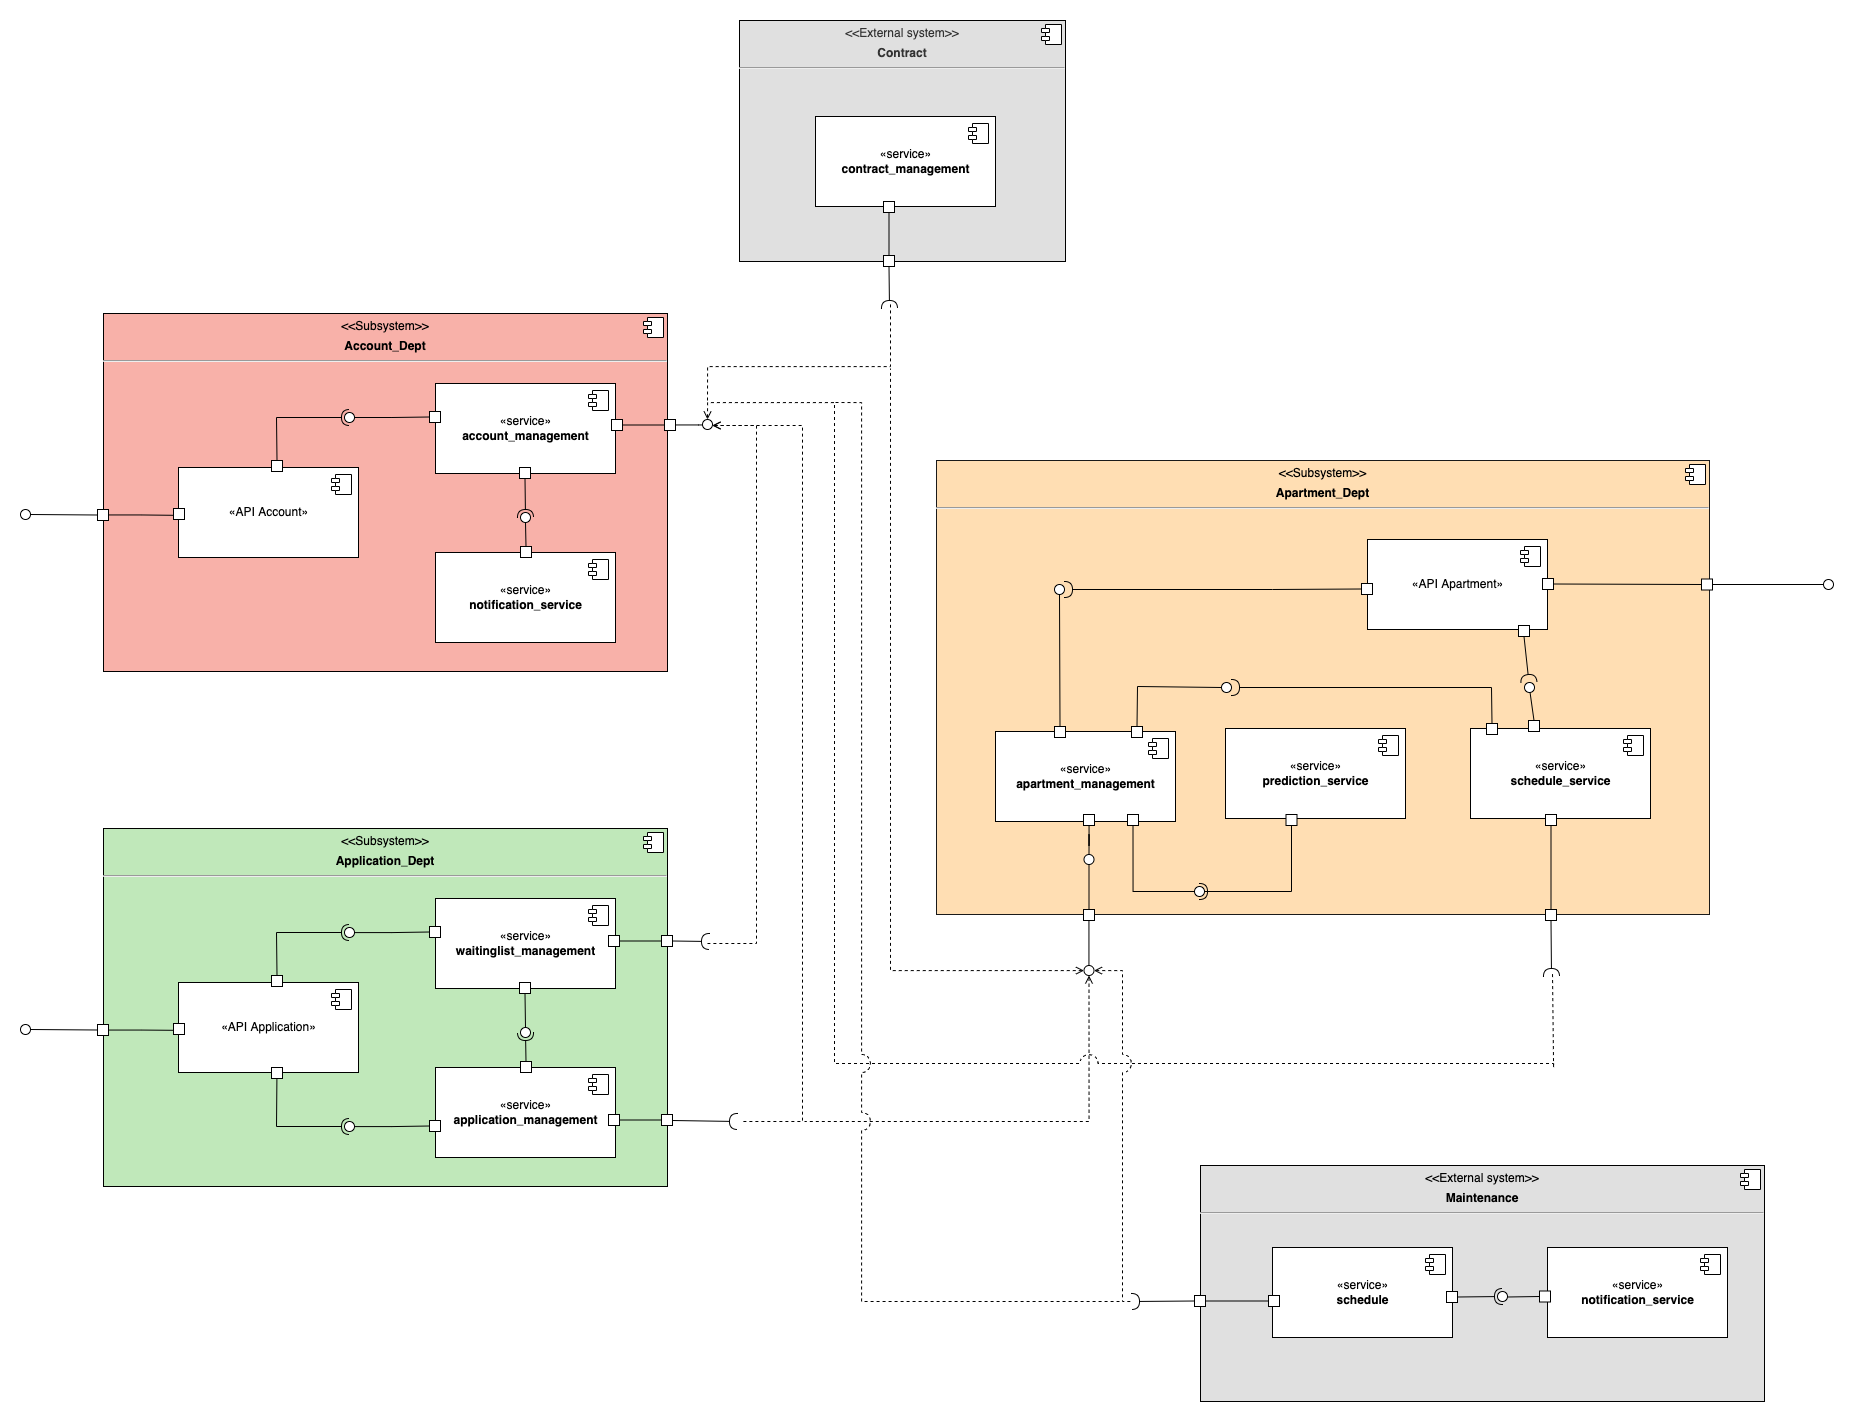 <<External system>>
Contract
«service»
contract_management
<<Subsystem>>
Account_Dept
«service»
account_management
«API Account»
«service»
notification_service
<<Subsystem>>
Apartment_Dept
«API Apartment»
«service»
apartment_management
«service»
prediction_service
«service»
schedule_service
<<Subsystem>>
Application_Dept
«service»
waitinglist_management
«API Application»
«service»
application_management
<<External system>>
Maintenance
«service»
schedule
«service»
notification_service